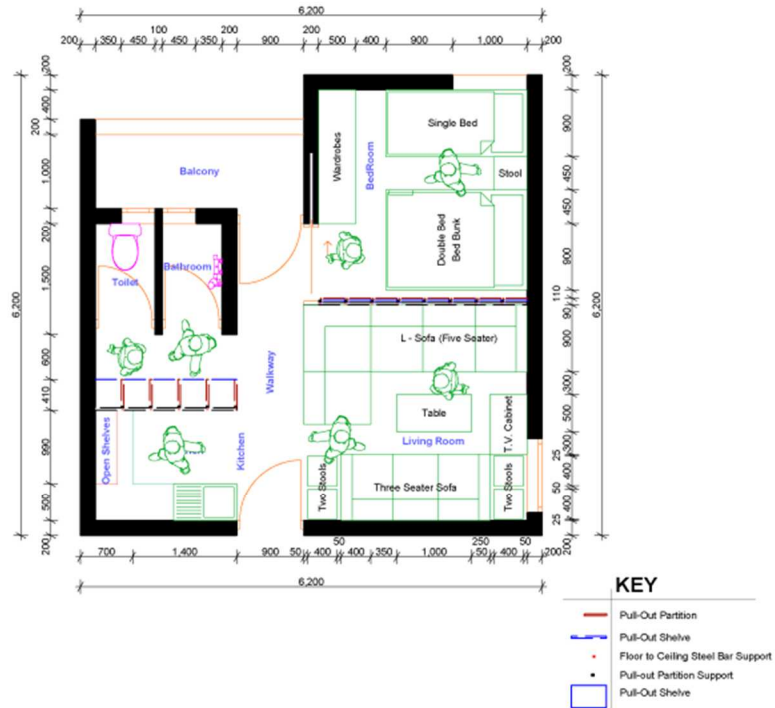 6,200
200 350 450 100 450 350 200 900 200 500 400 900 1,000 200
200
400
200
1,000
200
1,500
600
410
990
500
200
6,200
Balcony
Toilet
Bathroom
Walkway
Kitchen
Open Shelves
Wardrobes
BedRoom
Single Bed
Stool
Double Bed
Bed Bunk
L - Sofa (Five Seater)
Table
T.V. Cabinet
Living Room
Two Stools
Three Seater Sofa
Two Stools
200
900
450
450
900
110
90
900
300
500
300
25
400
50
400
25
200
6,200
700 1,400 900 50 400 50 400 350 1,000 250 50 400 50 200
6,200
KEY
Pull-Out Partition
Pull-Out Shelve
Floor to Ceiling Steel Bar Support
Pull-out Partition Support
Pull-Out Shelve